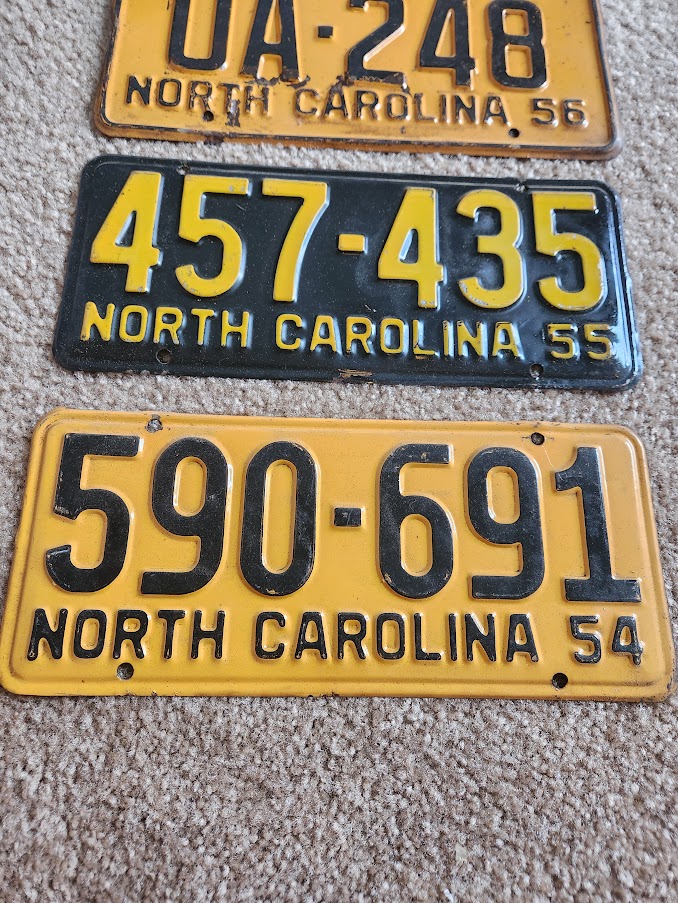 UA-248
NORTH CAROLINA 56
457-435
NORTH CAROLINA 55
590-691
NORTH CAROLINA 54